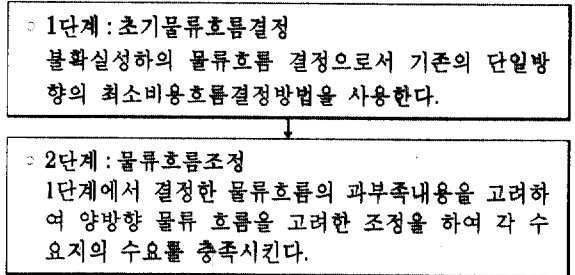 ○ 1단계 : 초기물류흐름결정
불확실성하의 물류흐름 결정으로서 기존의 단일방
향의 최소비용흐름결정방법을 사용한다.
○ 2단계 : 물류흐름조정
1단계에서 결정한 물류흐름의 과부족내용을 고려하
여 양방향 물류 흐름을 고려한 조정을 하여 각 수
요지의 수요를 충족시킨다.